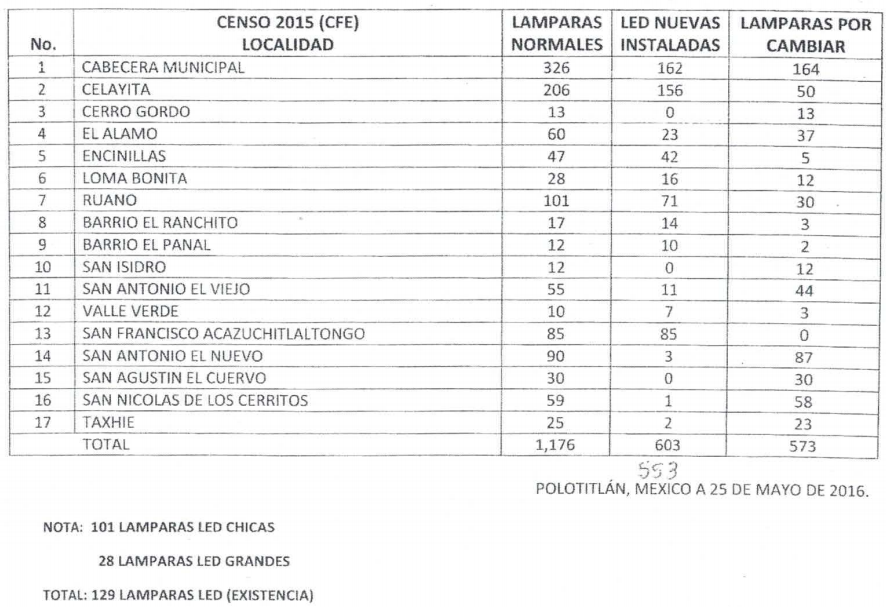 No. CENSO 2015 (CFE) LOCALIDAD LAMPARAS NORMALES LED NUEVAS INSTALADAS LAMPARAS POR CAMBIAR
1 CABECERA MUNICIPAL 326 162 164
2 CELAYITA 206 156 50
3 CERRO GORDO 13 0 13
4 EL ALAMO 60 23 37
5 ENCINILLAS 47 42 5
6 LOMA BONITA 28 16 12
7 RUANO 101 71 30
8 BARRIO EL RANCHITO 17 14 3
9 BARRIO EL PANAL 12 10 2
10 SAN ISIDRO 12 0 12
11 SAN ANTONIO EL VIEJO 55 11 44
12 VALLE VERDE 10 7 3
13 SAN FRANCISCO ACAZUCHITLALTONGO 85 85 0
14 SAN ANTONIO EL NUEVO 90 3 87
15 SAN AGUSTIN EL CUERVO 30 0 30
16 SAN NICOLAS DE LOS CERRITOS 59 1 58
17 TAXHIE 25 2 23
TOTAL 1,176 603 573
553
POLOTITLÁN, MEXICO A 25 DE MAYO DE 2016.
NOTA: 101 LAMPARAS LED CHICAS
28 LAMPARAS LED GRANDES
TOTAL: 129 LAMPARAS LED (EXISTENCIA)